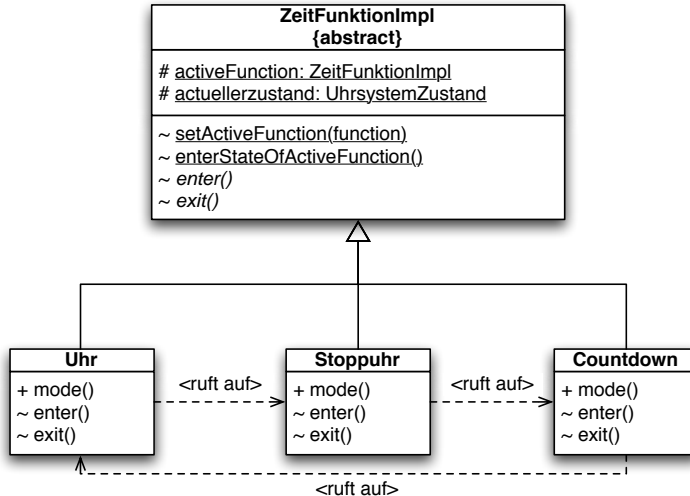 ZeitFunktionImpl
{abstract}
# activeFunction: ZeitFunktionImpl
# actuellerzustand: UhrsystemZustand
~ setActiveFunction(function)
~ enterStateOfActiveFunction()
~ enter()
~ exit()
Uhr
+ mode()
~ enter()
~ exit()
<ruft auf>
Stoppuhr
+ mode()
~ enter()
~ exit()
<ruft auf>
Countdown
+ mode()
~ enter()
~ exit()
<ruft auf>